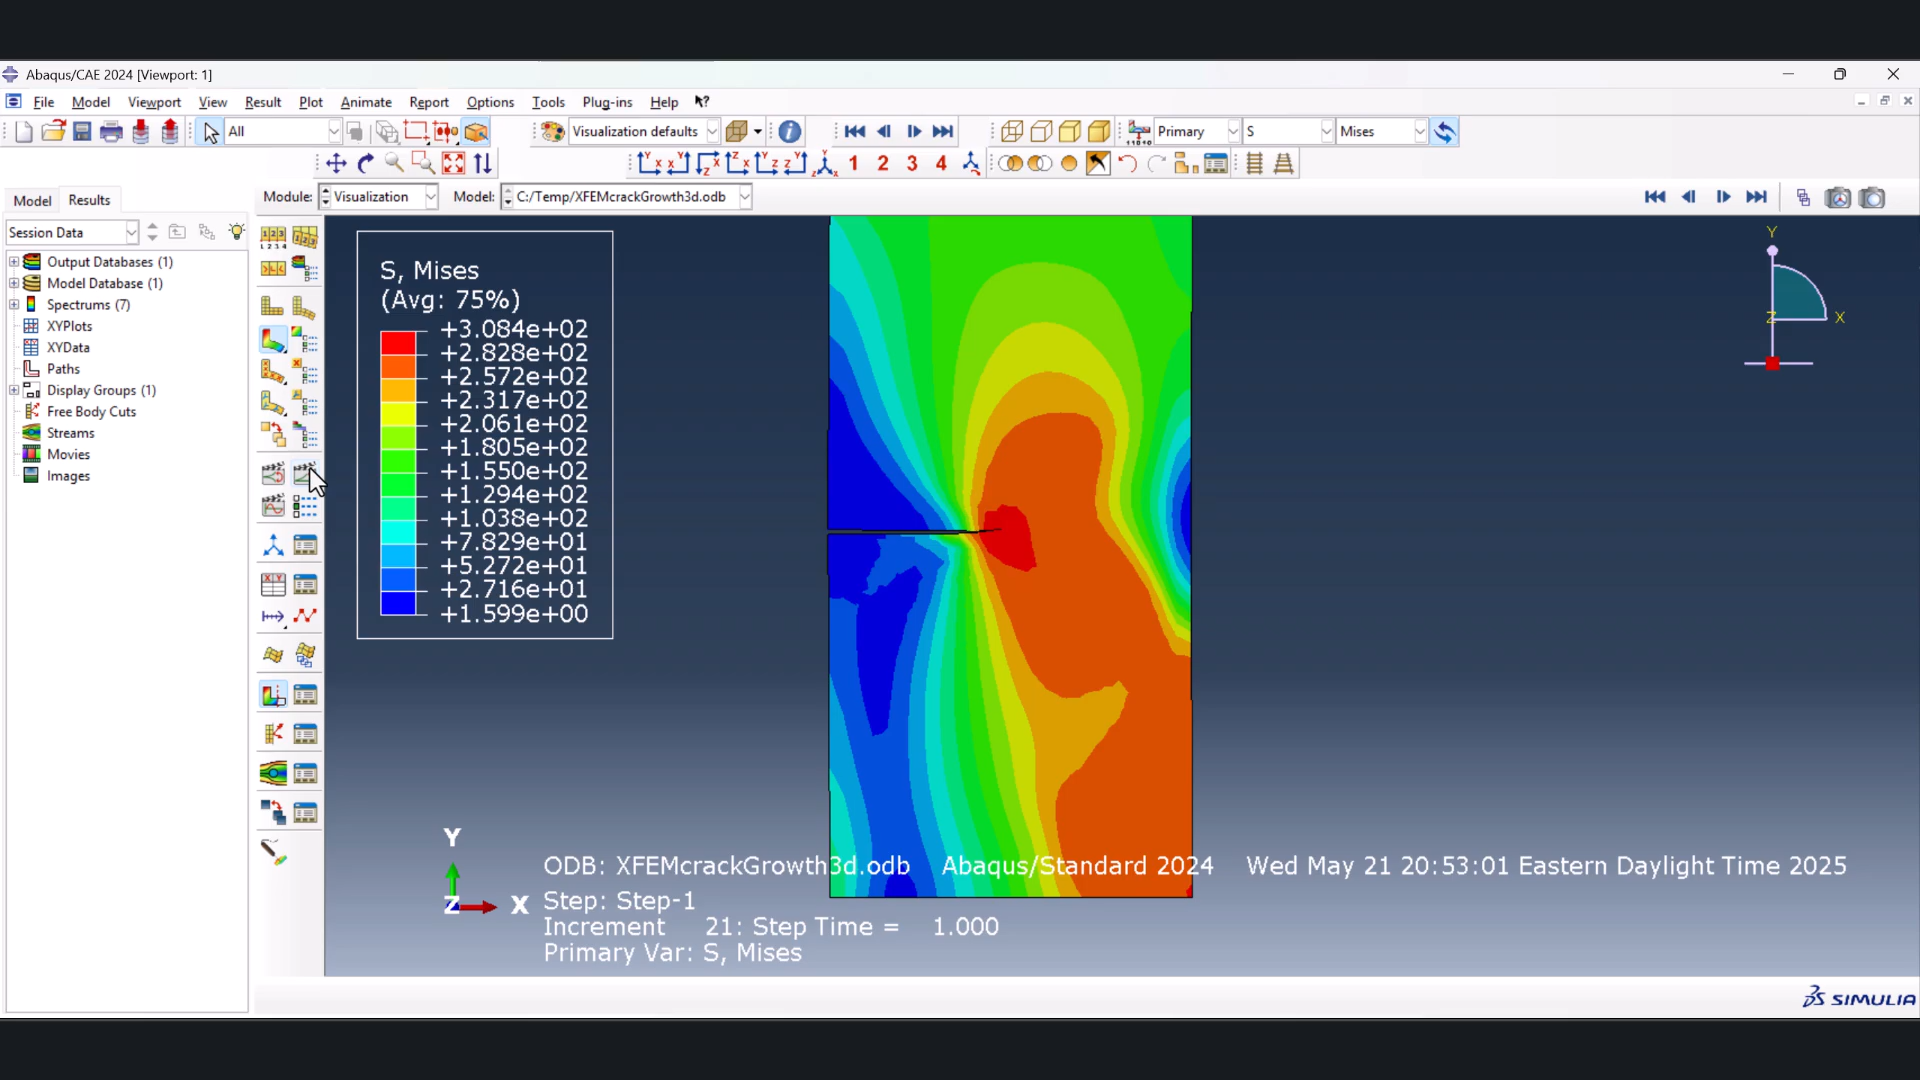 Abaqus/CAE 2024 [Viewport: 1]
File Model Viewport View Result Plot Animate Report Options Tools Plug-ins Help
All Visualization defaults Primary S Mises
1 2 3 4
Model Results Module: Visualization Model: C:/Temp/XFEMcrackGrowth3d.odb
Session Data
Output Databases (1)
Model Database (1)
Spectrums (7)
XYPlots
XYData
Paths
Display Groups (1)
Free Body Cuts
Streams
Movies
Images
S, Mises
(Avg: 75%)
+3.084e+02
+2.828e+02
+2.572e+02
+2.317e+02
+2.061e+02
+1.805e+02
+1.550e+02
+1.294e+02
+1.038e+02
+7.829e+01
+5.272e+01
+2.716e+01
+1.599e+00
Y
Z X
Y
Z X
ODB: XFEMcrackGrowth3d.odb Abaqus/Standard 2024 Wed May 21 20:53:01 Eastern Daylight Time 2025
Step: Step-1
Increment 21: Step Time = 1.000
Primary Var: S, Mises
SIMULIA